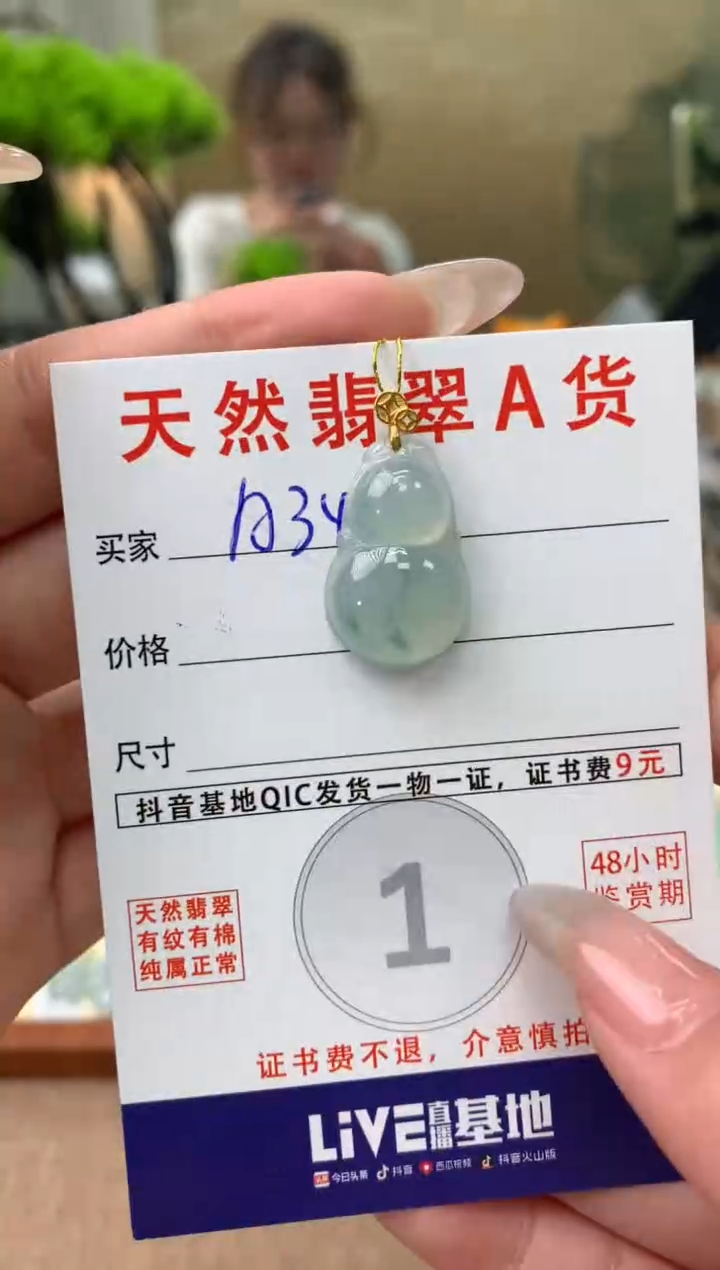 天然翡翠A货
买家 A34
价格
尺寸
抖音基地QIC发货一物一证，证书费9元
1
48小时
鉴赏期
天然翡翠
有纹有棉
纯属正常
证书费不退，介意慎拍
LiVE直播基地
今日头条 抖音 西瓜视频 抖音火山版